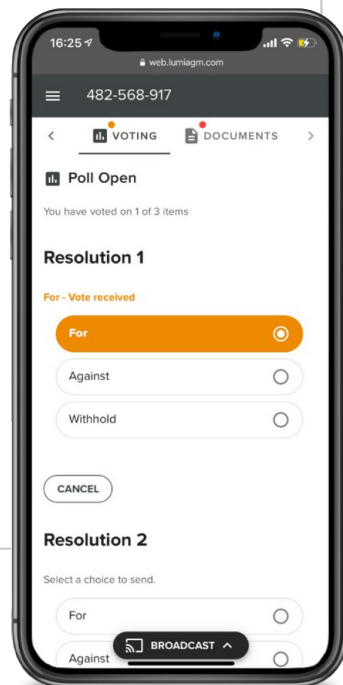 16:25
web.lumiagm.com
482-568-917
VOTING
DOCUMENTS
Poll Open
You have voted on 1 of 3 items
Resolution 1
For - Vote received
For
Against
Withhold
CANCEL
Resolution 2
Select a choice to send.
For
BROADCAST
Against